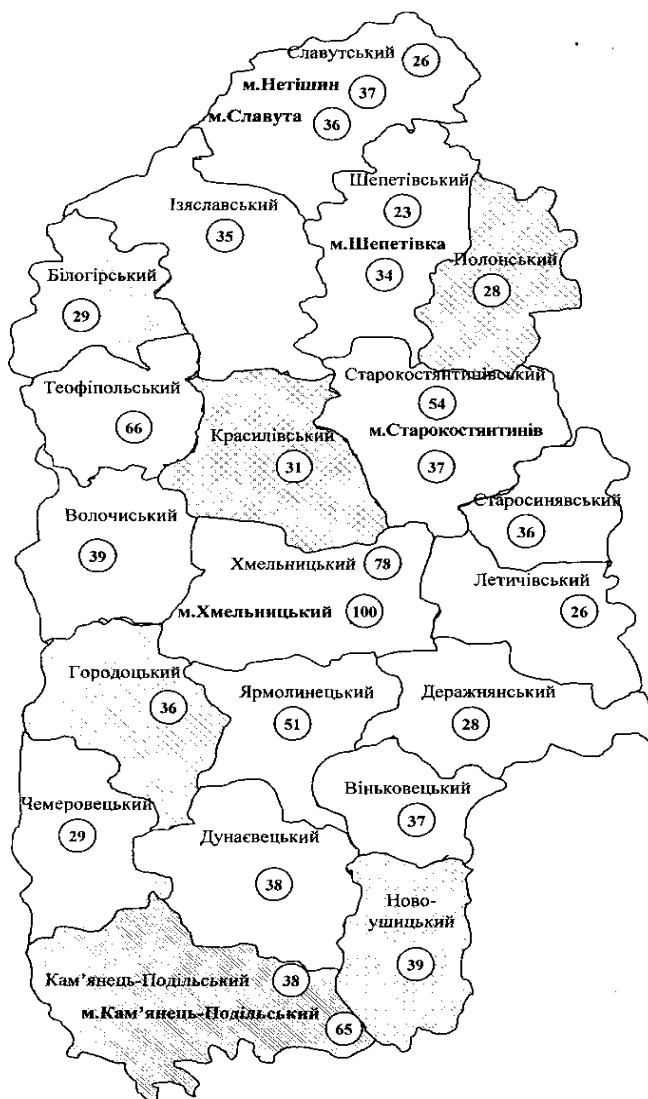 Славутський
26
м.Нетішин
37
м.Славута
36
Шепетівський
23
Ізяславський
35
м.Шепетівка
34
Полонський
28
Білогірський
29
Теофіпольський
66
Старокостянтинівський
54
Красилівський
31
м.Старокостянтинів
37
Старосинявський
36
Волочиський
39
Хмельницький
78
м.Хмельницький
100
Летичівський
26
Городоцький
36
Ярмолинецький
51
Деражнянський
28
Віньковецький
37
Чемеровецький
29
Дунаєвецький
38
Ново-
ушицький
39
Кам’янець-Подільський
38
м.Кам’янець-Подільський
65